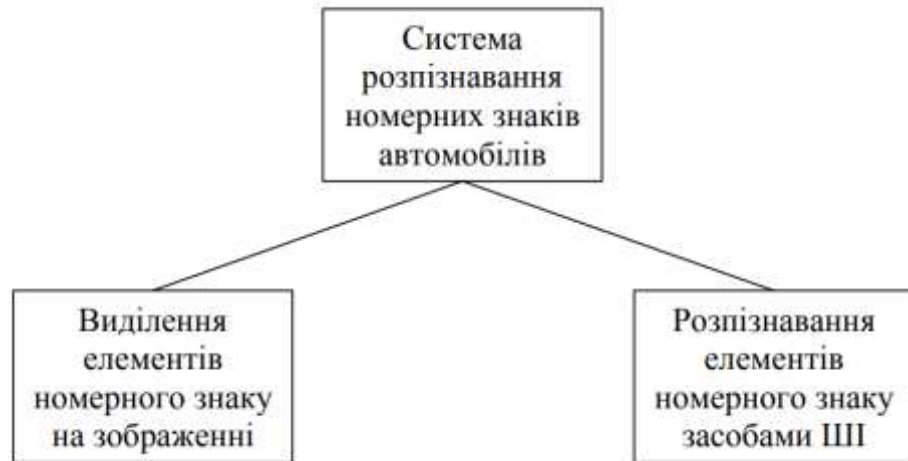 Система
розпізнавання
номерних знаків
автомобілів
Виділення
елементів
номерного знаку
на зображенні
Розпізнавання
елементів
номерного знаку
засобами ШІ